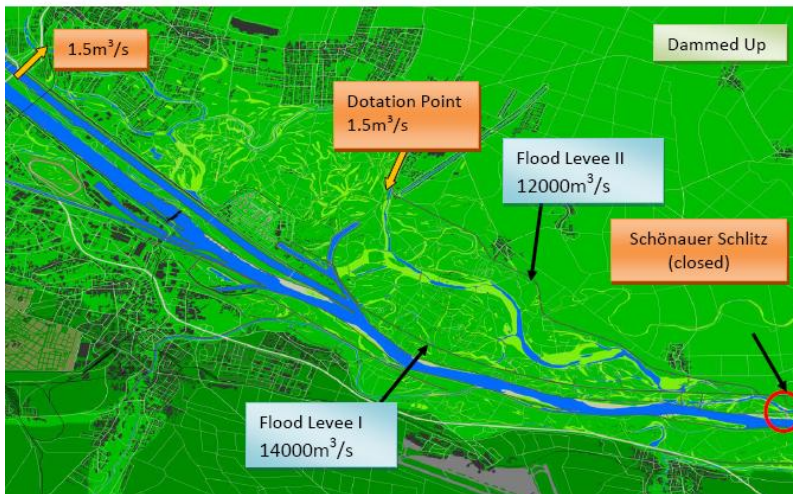 1.5m³/s
Dammed Up
Dotation Point
1.5m³/s
Flood Levee II
12000m³/s
Schönauer Schlitz
(closed)
Flood Levee I
14000m³/s